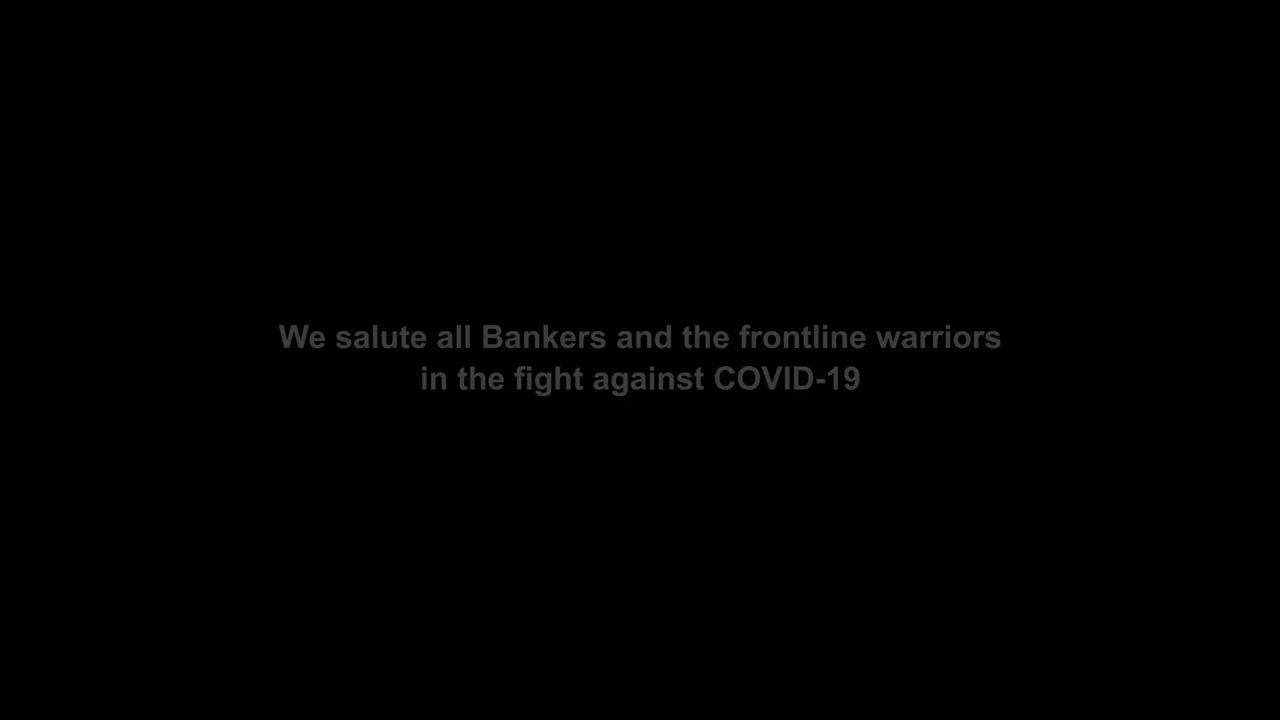 We salute all Bankers and the frontline warriors
in the fight against COVID-19